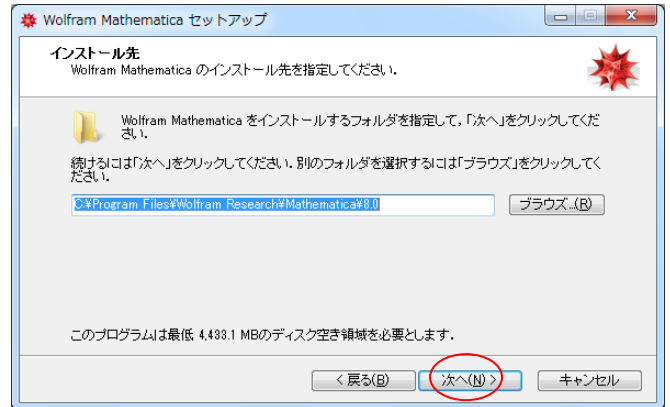 Wolfram Mathematica セットアップ
インストール先
Wolfram Mathematica のインストール先を指定してください.
Wolfram Mathematica をインストールするフォルダを指定して,「次へ」をクリックしてくだ
さい.
続けるには「次へ」をクリックしてください. 別のフォルダを選択するには「ブラウズ」をクリックしてく
ださい.
C:¥Program Files¥Wolfram Research¥Mathematica¥8.0
ブラウズ...(R)
このプログラムは最低 4,433.1 MBのディスク空き領域を必要とします.
< 戻る(B)
次へ(N) >
キャンセル